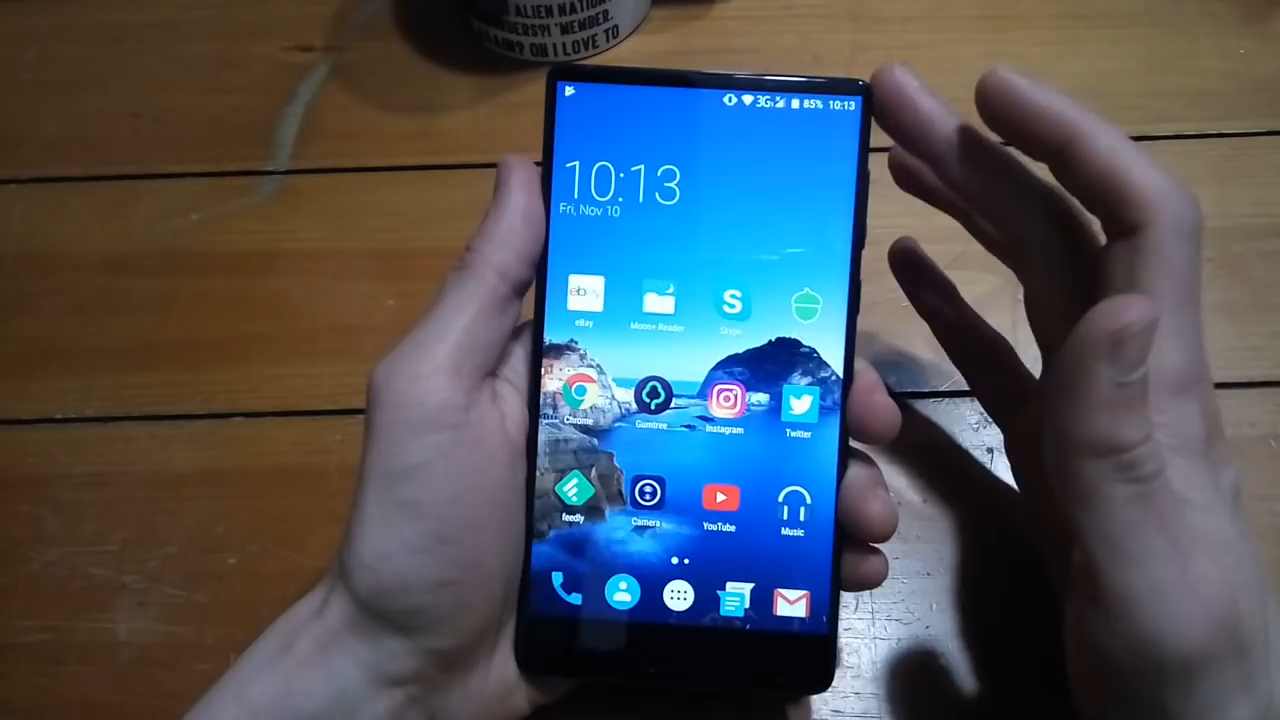 ALIEN NATION
?! 'MEMBER.
AGAIN? OH I LOVE TO
3G 85% 10:13
10:13
Fri, Nov 10
ebay
eBay
Moon+ Reader
S
Skype
Chrome
Gumtree
Instagram
Twitter
feedly
Camera
YouTube
Music